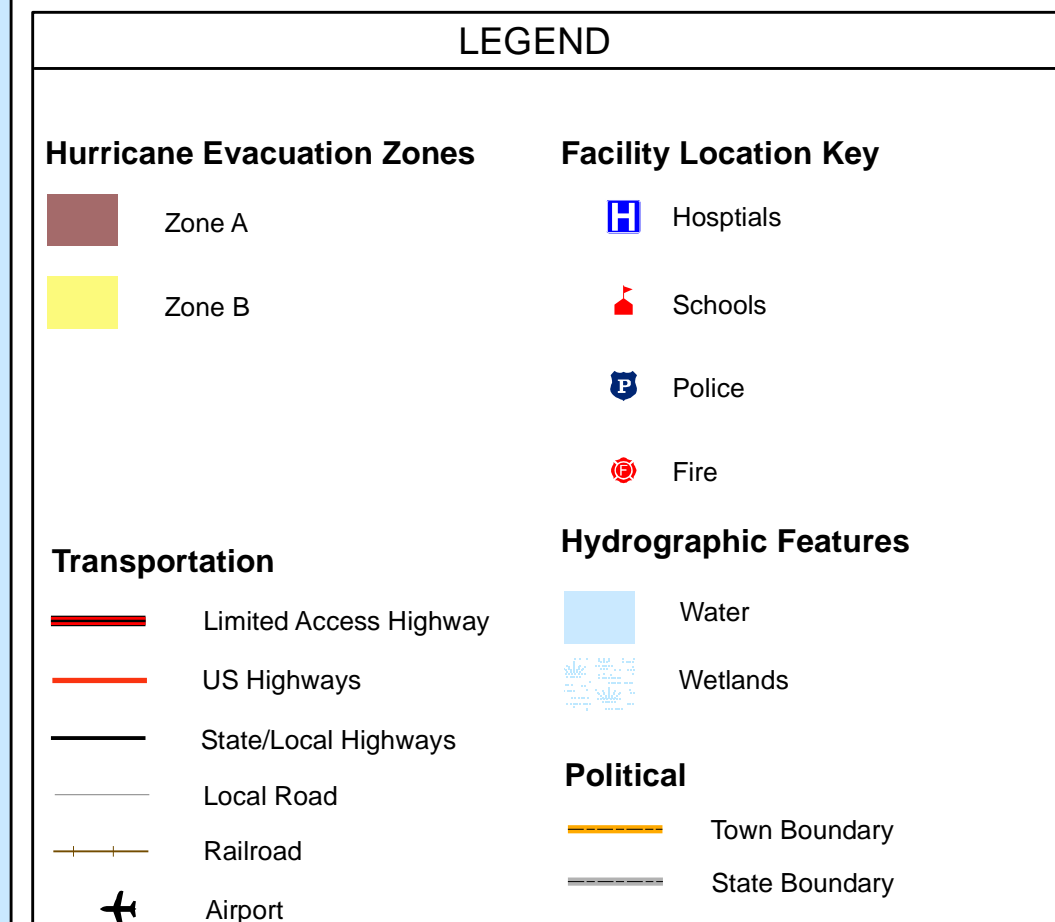 LEGEND
Hurricane Evacuation Zones
Zone A
Zone B
Facility Location Key
H
Hosptials
Schools
P
Police
F
Fire
Transportation
Limited Access Highway
US Highways
State/Local Highways
Local Road
Railroad
Airport
Hydrographic Features
Water
Wetlands
Political
Town Boundary
State Boundary